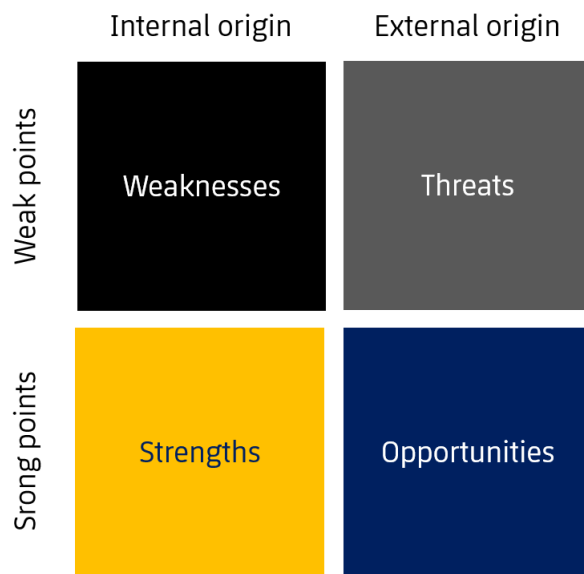 Internal origin
External origin
Weak points
Weaknesses
Threats
Srong points
Strengths
Opportunities